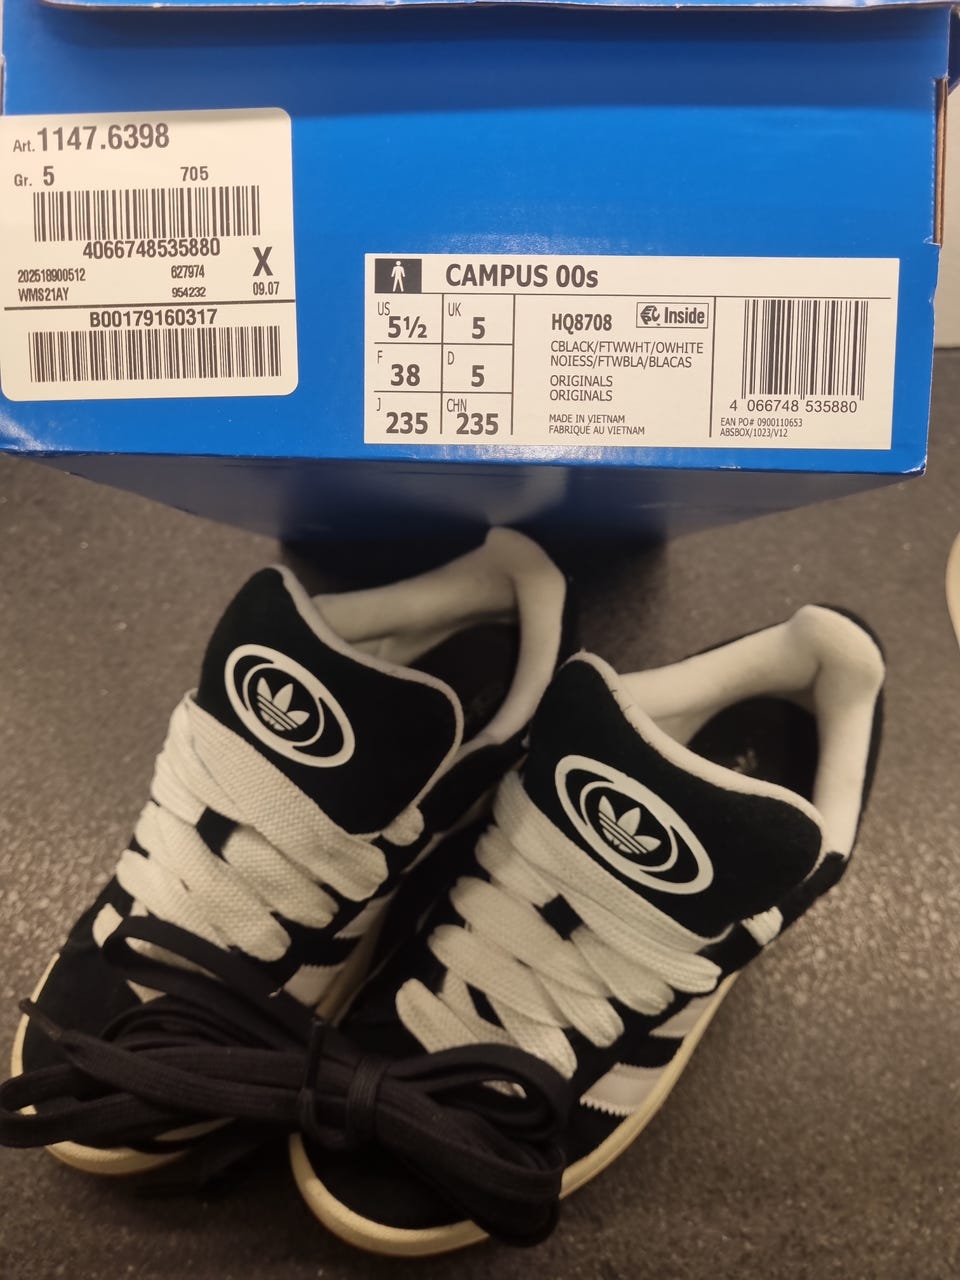 Art. 1147.6398
Gr. 5 705
4066748535880
X
202518900512 627974
WMS21AY 954232 09.07
B00179160317
CAMPUS 00s
US 5½ UK 5
F 38 D 5
J 235 CHN 235
HQ8708
Inside
CBLACK/FTWWHT/OWHITE
NOIESS/FTWBLA/BLACAS
ORIGINALS
ORIGINALS
MADE IN VIETNAM
FABRIQUÉ AU VIETNAM
4 066748 535880
EAN PO# 0900110653
ABSBOX/1023/V12